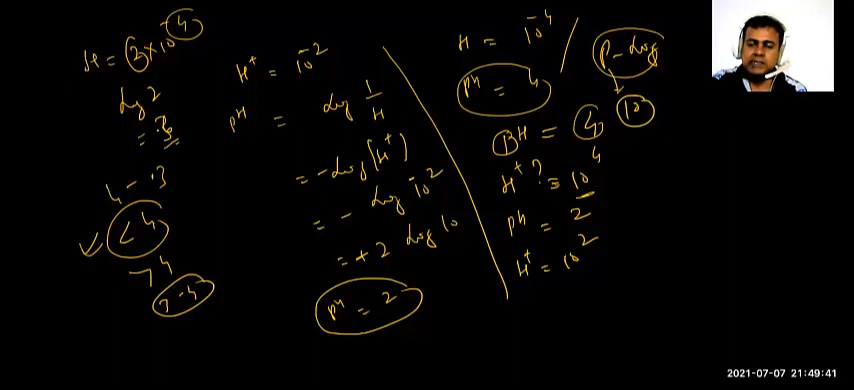 H = 2×10^-4
Log 2
= .3
4 - .3
< 4
> 4
3-4
H^+ = 10^-2
pH = log 1/H
= -Log(H^+)
= - Log 10^-2
= + 2 Log 10
pH = 2
H = 10^-4
pH = 4
P-Log
10^3
PH = 4
H^+ ? = 10^4
pH = 2
H^+ = 10^2
2021-07-07 21:49:41